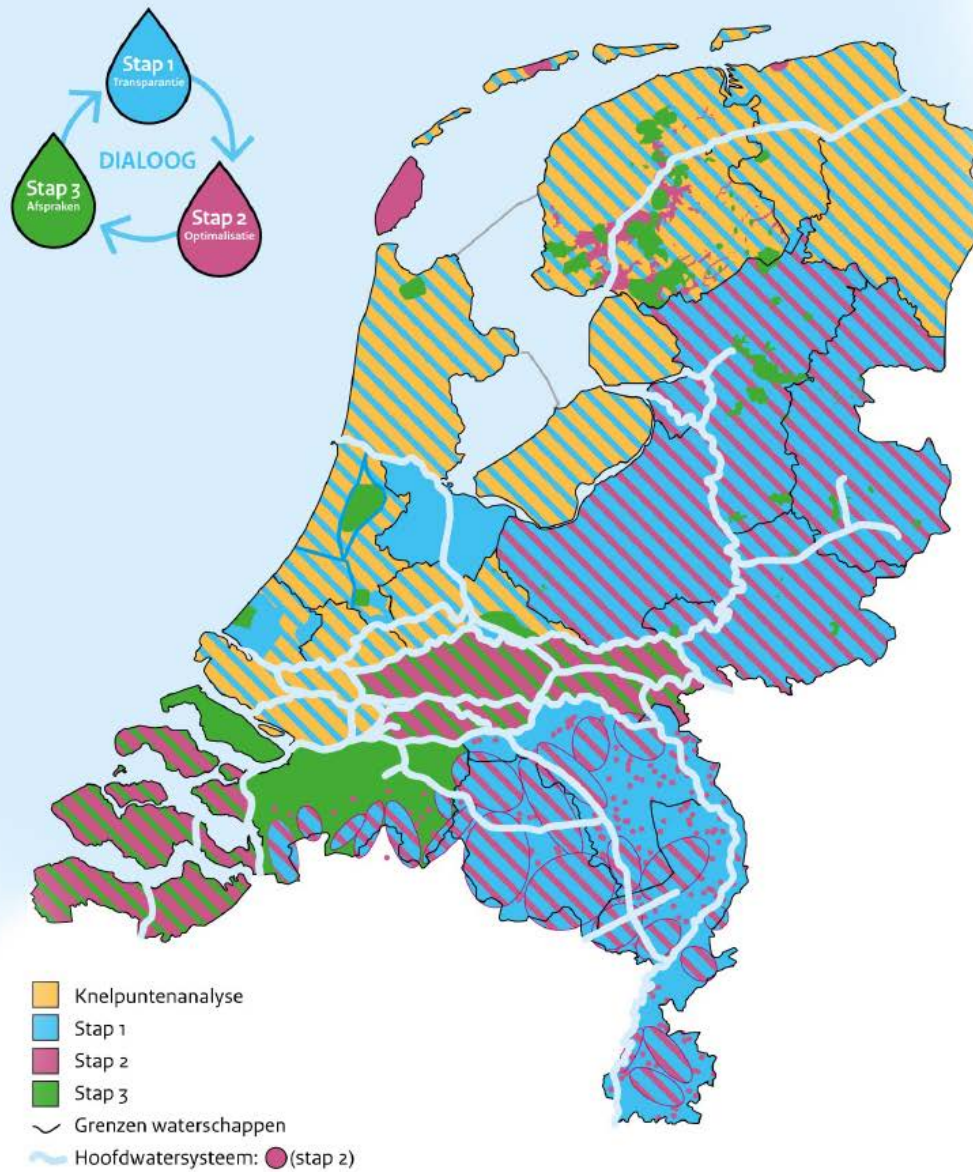 Stap 1
Transparantie
DIALOOG
Stap 3
Afspraken
Stap 2
Optimalisatie
Knelpuntenanalyse
Stap 1
Stap 2
Stap 3
Grenzen waterschappen
Hoofdwatersysteem: (stap 2)